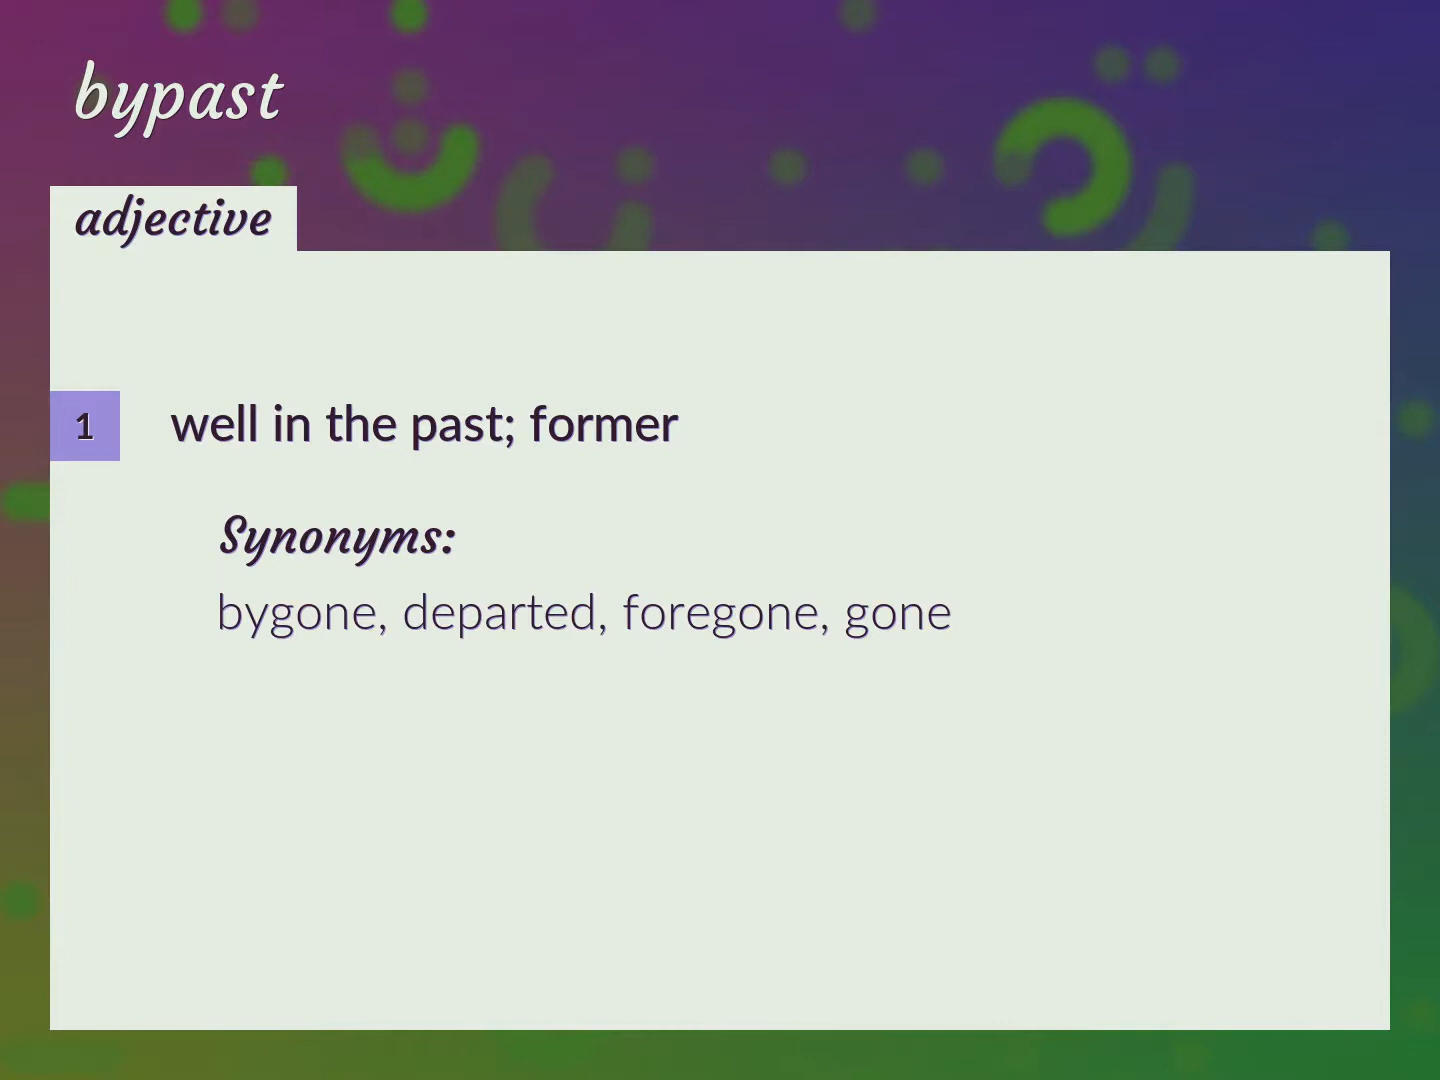 bypast
adjective
1 well in the past; former
Synonyms:
bygone, departed, foregone, gone